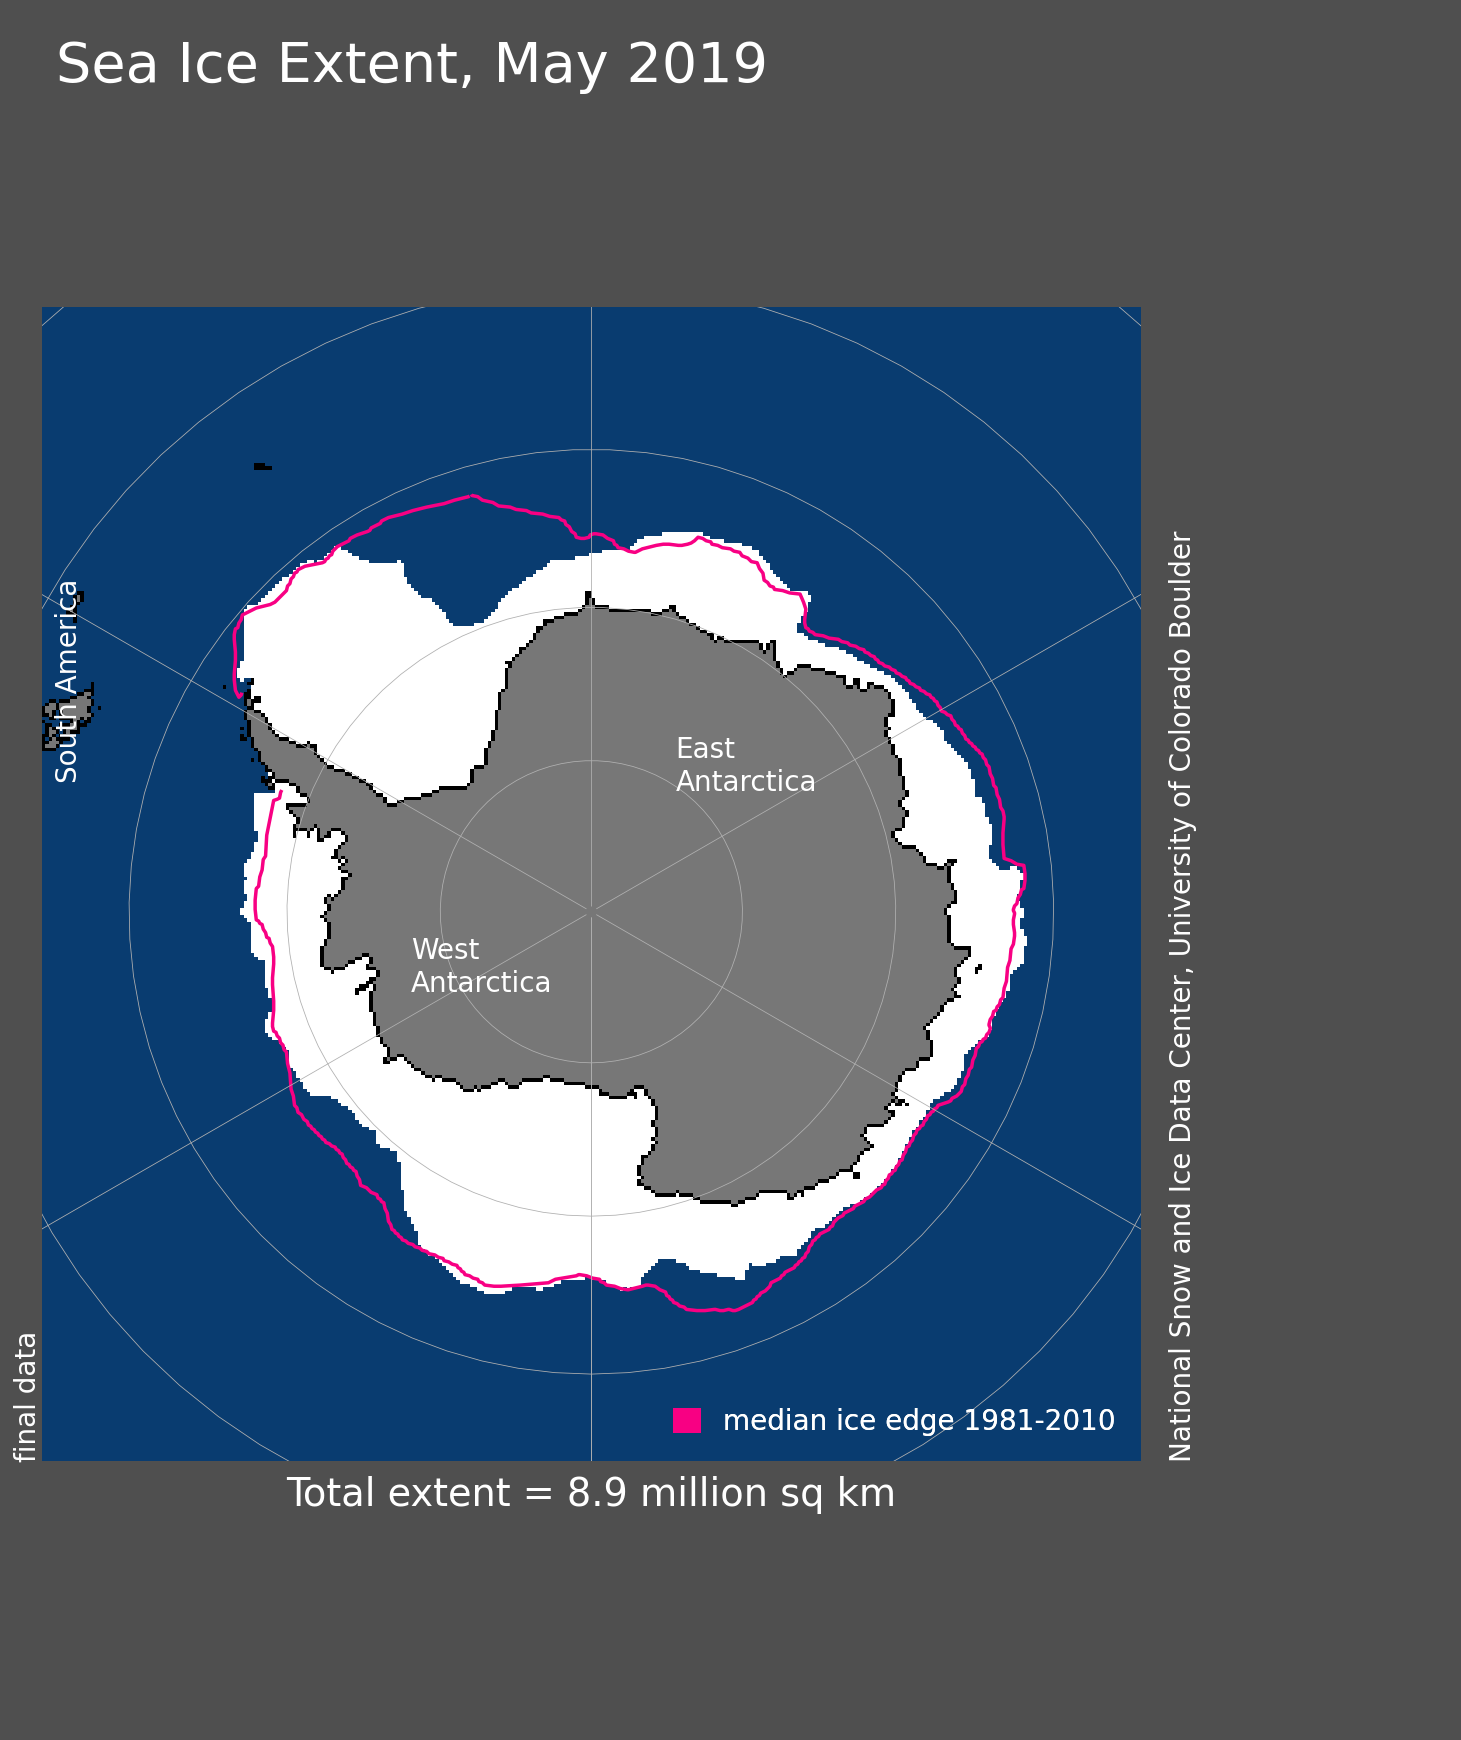 Sea Ice Extent, May 2019
South America
East
Antarctica
West
Antarctica
National Snow and Ice Data Center, University of Colorado Boulder
final data
median ice edge 1981-2010
Total extent = 8.9 million sq km